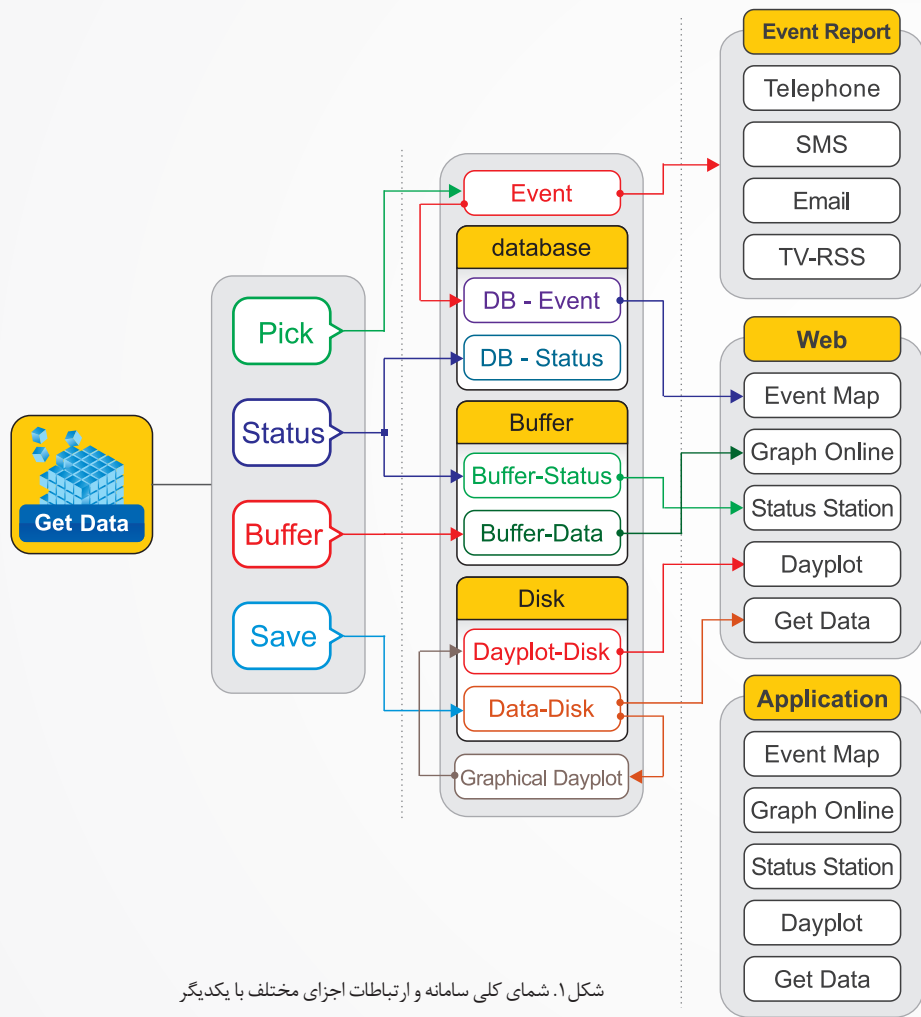 Get Data
Pick
Status
Buffer
Save
Event
database
DB - Event
DB - Status
Buffer
Buffer-Status
Buffer-Data
Disk
Dayplot-Disk
Data-Disk
Graphical Dayplot
Event Report
Telephone
SMS
Email
TV-RSS
Web
Event Map
Graph Online
Status Station
Dayplot
Get Data
Application
Event Map
Graph Online
Status Station
Dayplot
Get Data
شکل۱. شمای کلی سامانه و ارتباطات اجزای مختلف با یکدیگر